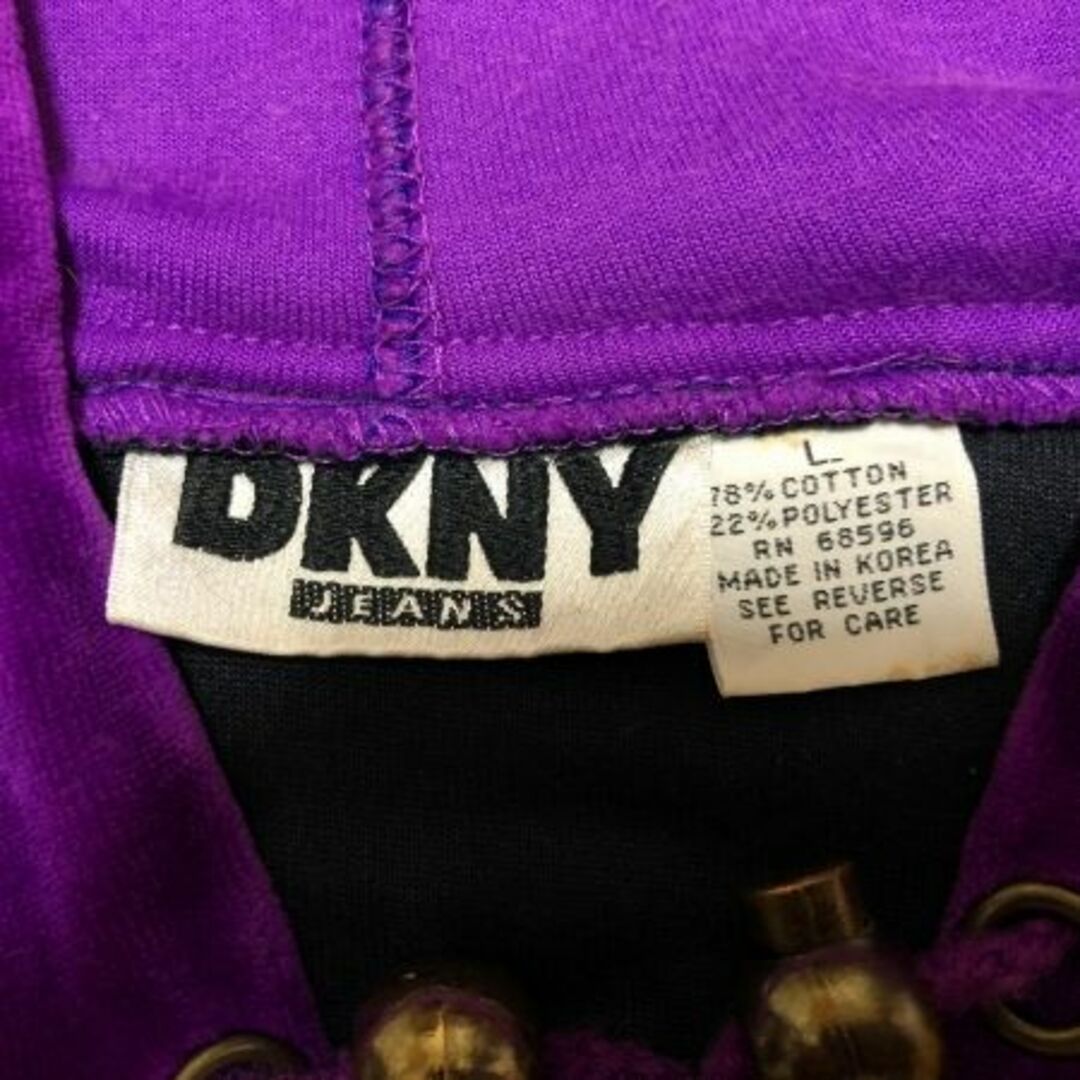 DKNY
JEANS
L
78% COTTON
22% POLYESTER
RN 68596
MADE IN KOREA
SEE REVERSE
FOR CARE